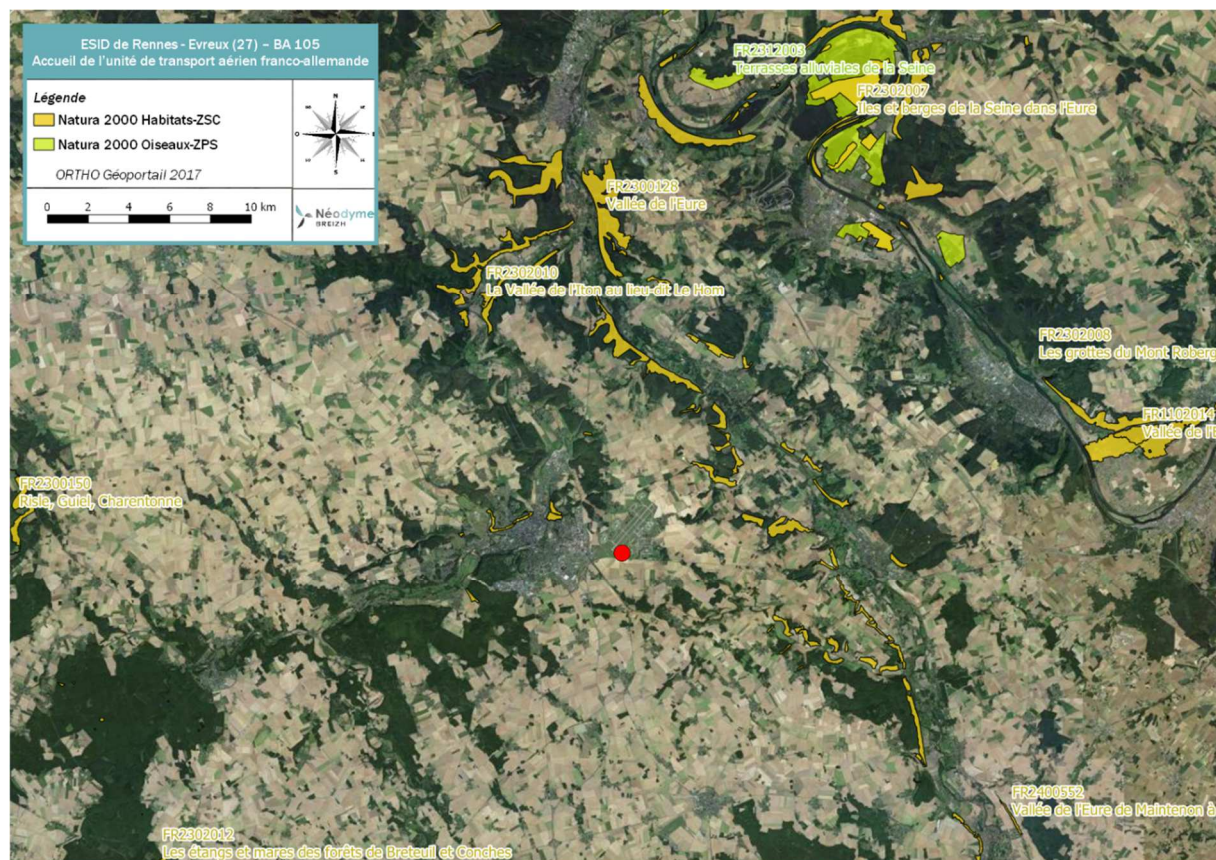 ESID de Rennes - Evreux (27) – BA 105
Accueil de l'unité de transport aérien franco-allemande
Légende
Natura 2000 Habitats-ZSC
Natura 2000 Oiseaux-ZPS
ORTHO Géoportail 2017
0 2 4 6 8 10 km
N
O
E
S
Néodyme
BREIZH
FR2312003
Terrasses alluviales de la Seine
FR2302007
Iles et berges de la Seine dans l'Eure
FR2300128
Vallée de l'Eure
FR2302010
La Vallée de l'Iton au lieu-dit Le Hom
FR2302008
Les grottes du Mont Roberg
FR1102014
Vallée de l'
FR2300150
Risle, Guiel, Charentonne
FR2400552
Vallée de l'Eure de Maintenon à
FR2302012
Les étangs et mares des forêts de Breteuil et Conches